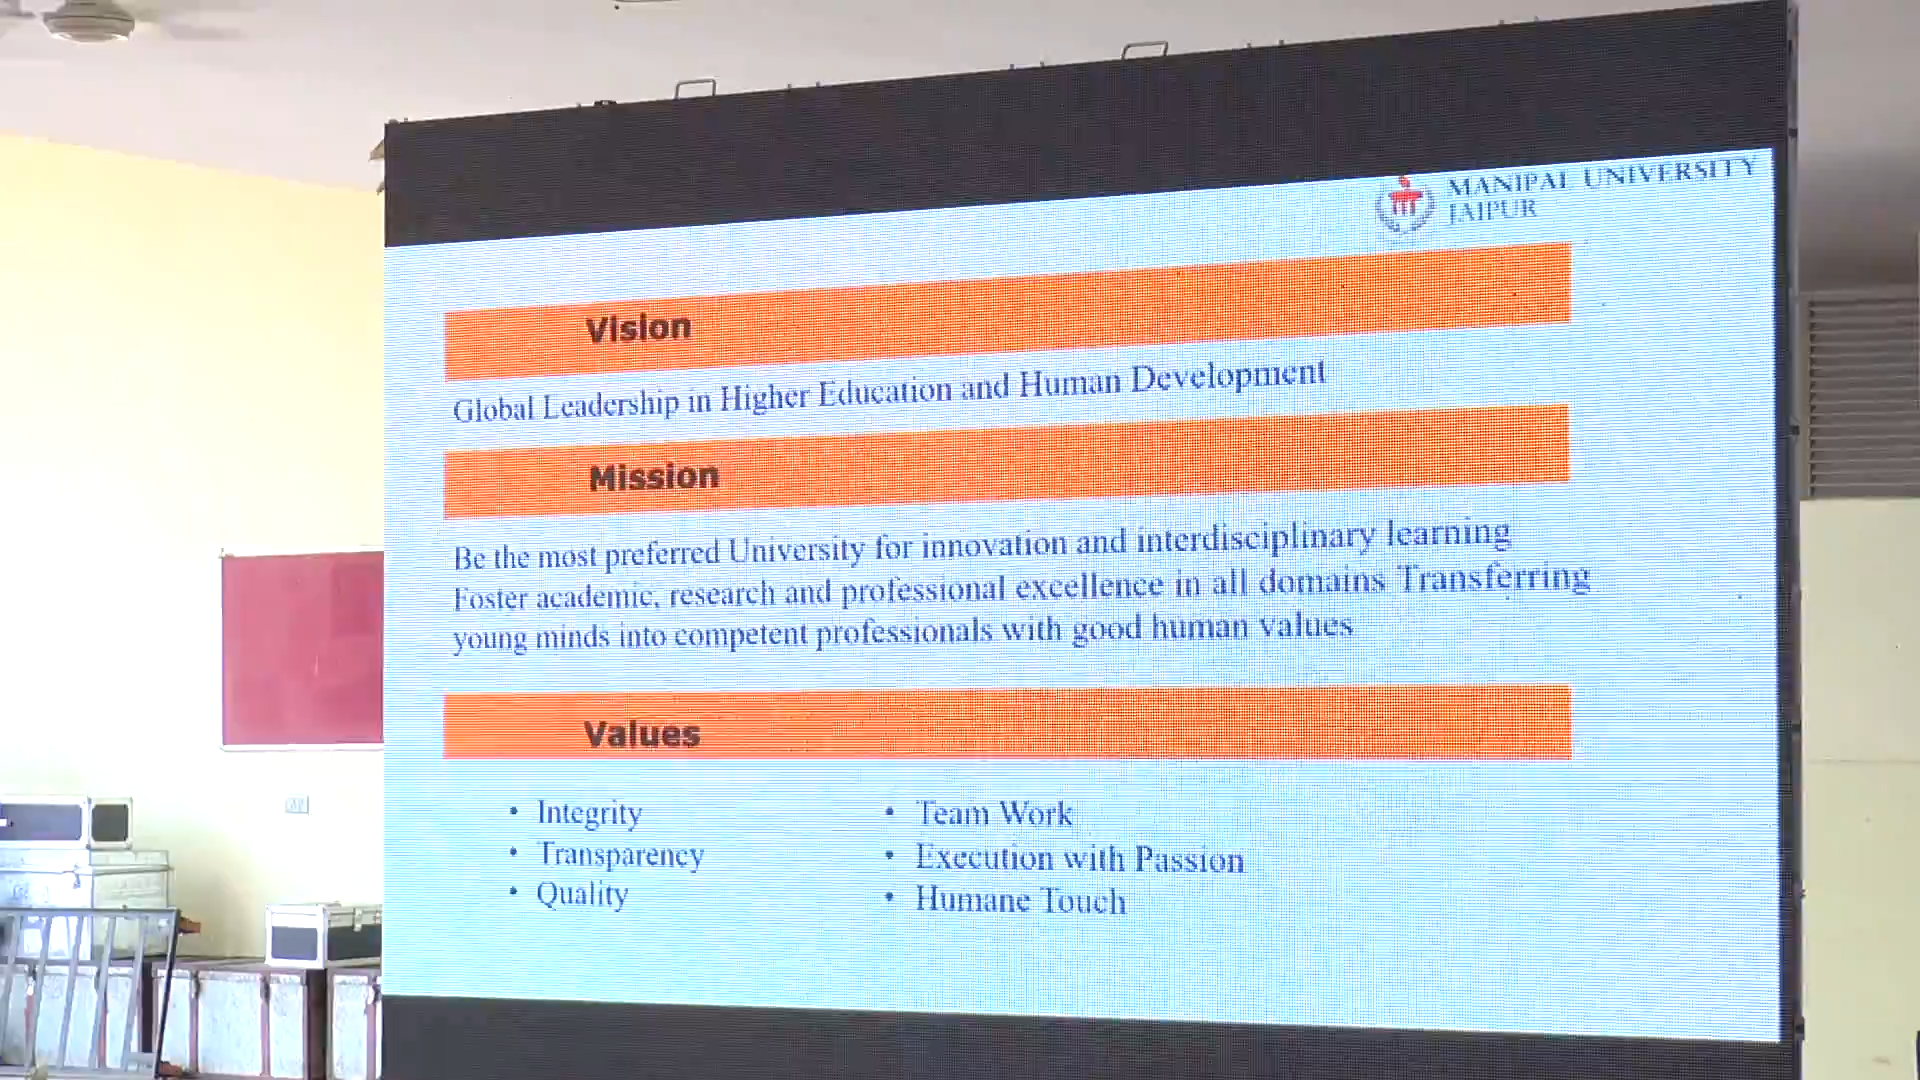 MANIPAL UNIVERSITY
JAIPUR
Vision
Global Leadership in Higher Education and Human Development
Mission
Be the most preferred University for innovation and interdisciplinary learning
Foster academic, research and professional excellence in all domains Transferring
young minds into competent professionals with good human values
Values
• Integrity
• Transparency
• Quality
• Team Work
• Execution with Passion
• Humane Touch